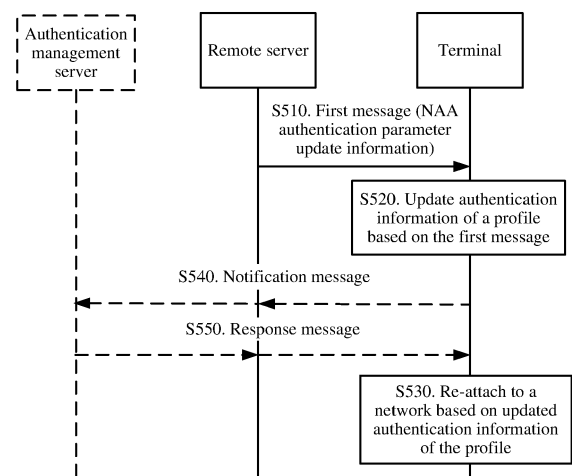 Authentication
management
server
Remote server
Terminal
S510. First message (NAA
authentication parameter
update information)
S520. Update authentication
information of a profile
based on the first message
S540. Notification message
S550. Response message
S530. Re-attach to a
network based on updated
authentication information
of the profile